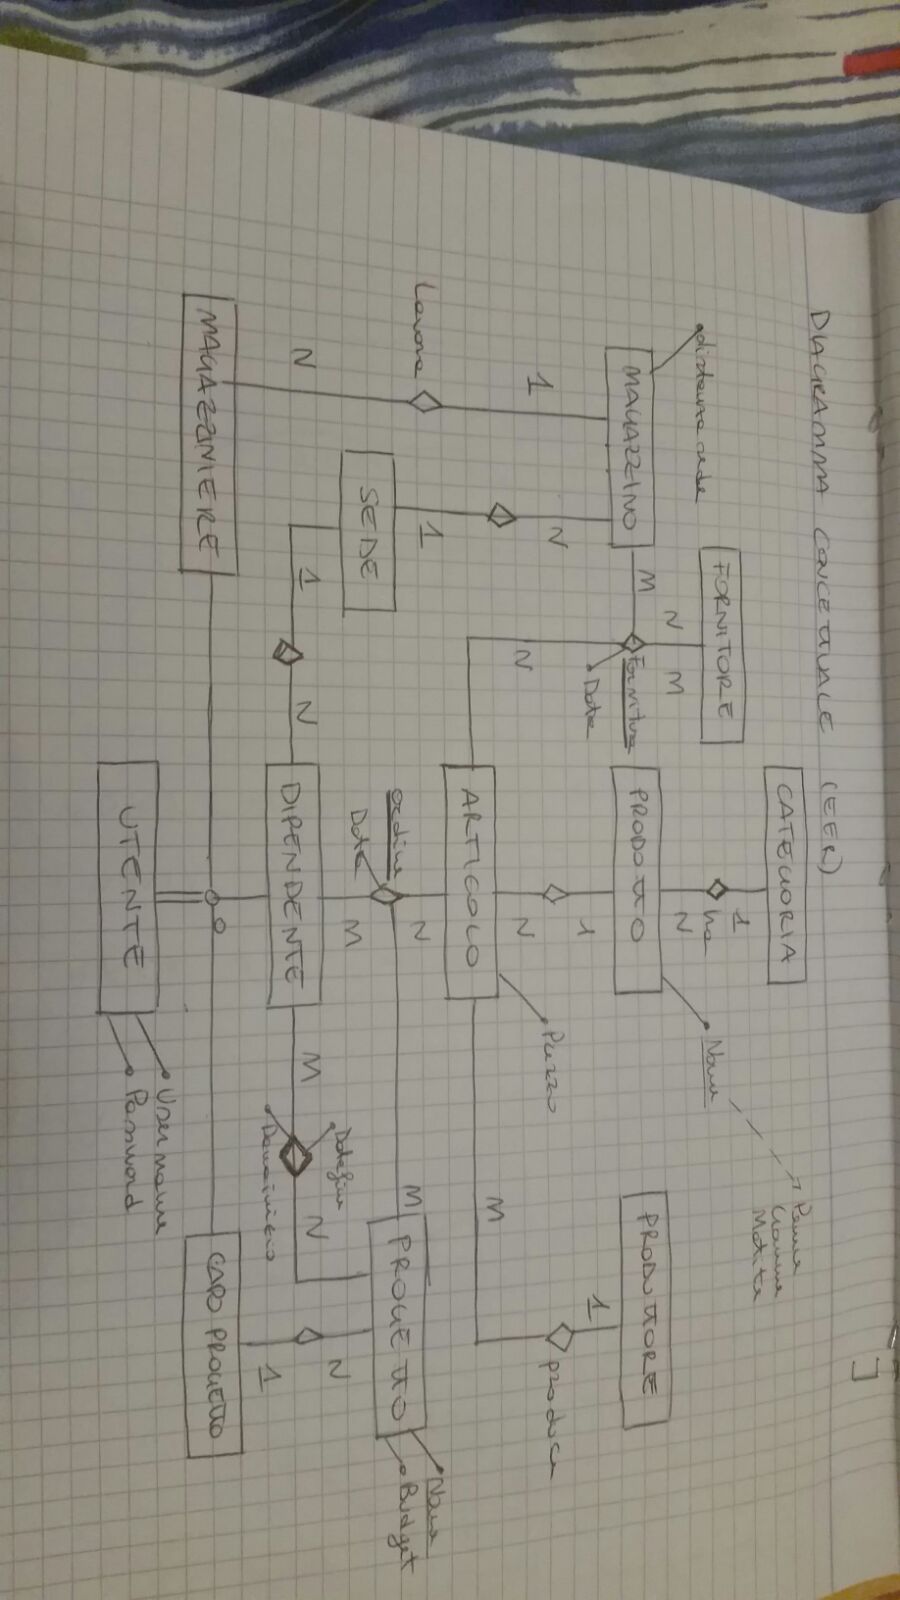 DIAGRAMMA CONCETTUALE (EER)
CATEGORIA
Penne
Gomme
Matite
1
ha
N
FORNITORE
Nome
distanza sede
N M
MAGAZZINO
M
Fornitura
PRODOTTO
PRODUTTORE
Data
1
1
N
1
produce
Prezzo
N
N
M
ARTICOLO
Lavora
1
N
M
ordine
PROGETTO
Nome
Budget
SEDE
Data
M
N
1
N
DIPENDENTE
M
Datafine
N
N
Datainizio
1
MAGAZZINIERE
o
CAPO PROGETTO
UTENTE
Username
Password